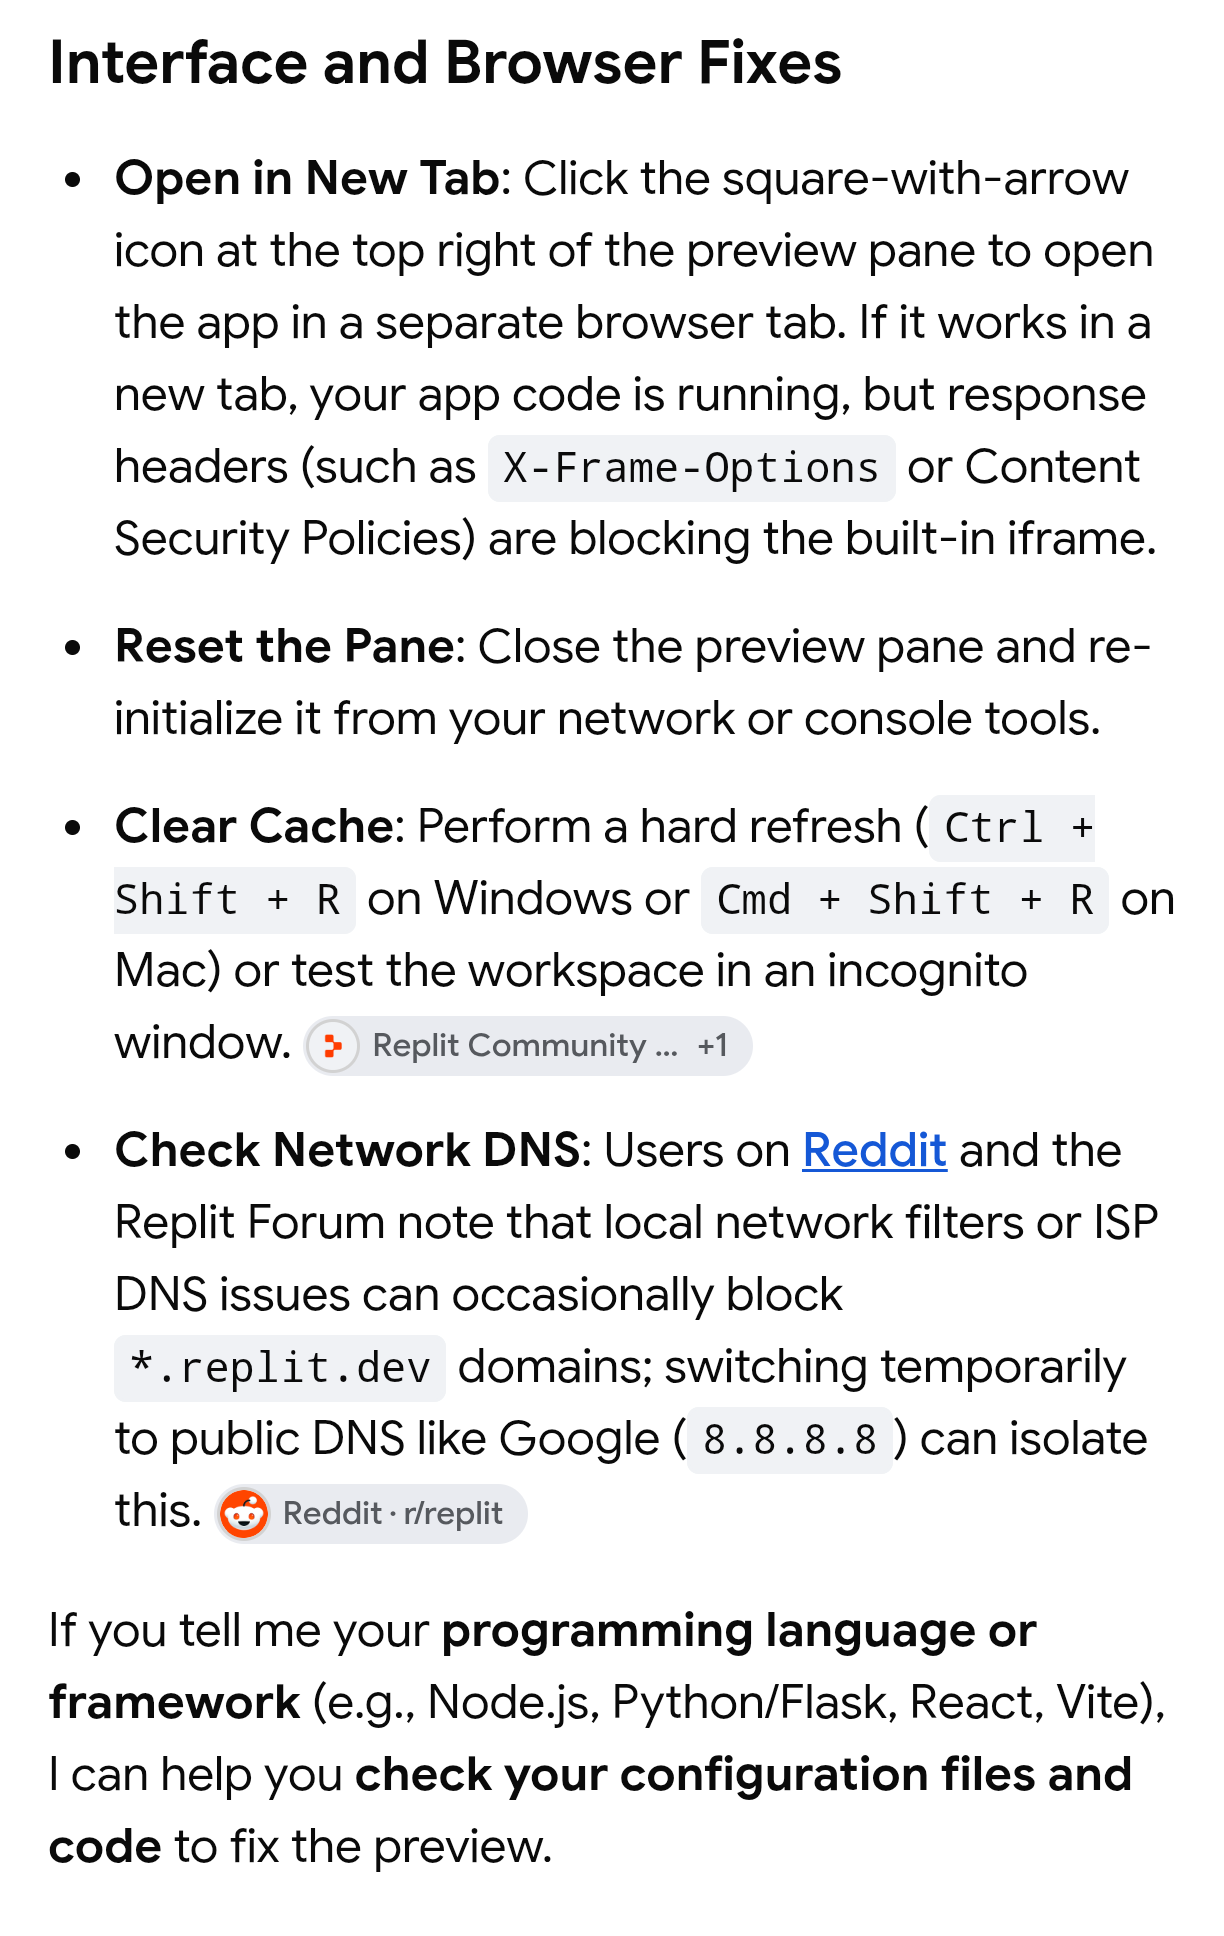 Interface and Browser Fixes
• Open in New Tab: Click the square-with-arrow
icon at the top right of the preview pane to open
the app in a separate browser tab. If it works in a
new tab, your app code is running, but response
headers (such as X-Frame-Options or Content
Security Policies) are blocking the built-in iframe.
• Reset the Pane: Close the preview pane and re-
initialize it from your network or console tools.
• Clear Cache: Perform a hard refresh (Ctrl +
Shift + R on Windows or Cmd + Shift + R on
Mac) or test the workspace in an incognito
window. Replit Community ... +1
• Check Network DNS: Users on Reddit and the
Replit Forum note that local network filters or ISP
DNS issues can occasionally block
*.replit.dev domains; switching temporarily
to public DNS like Google (8.8.8.8) can isolate
this. Reddit · r/replit
If you tell me your programming language or
framework (e.g., Node.js, Python/Flask, React, Vite),
I can help you check your configuration files and
code to fix the preview.